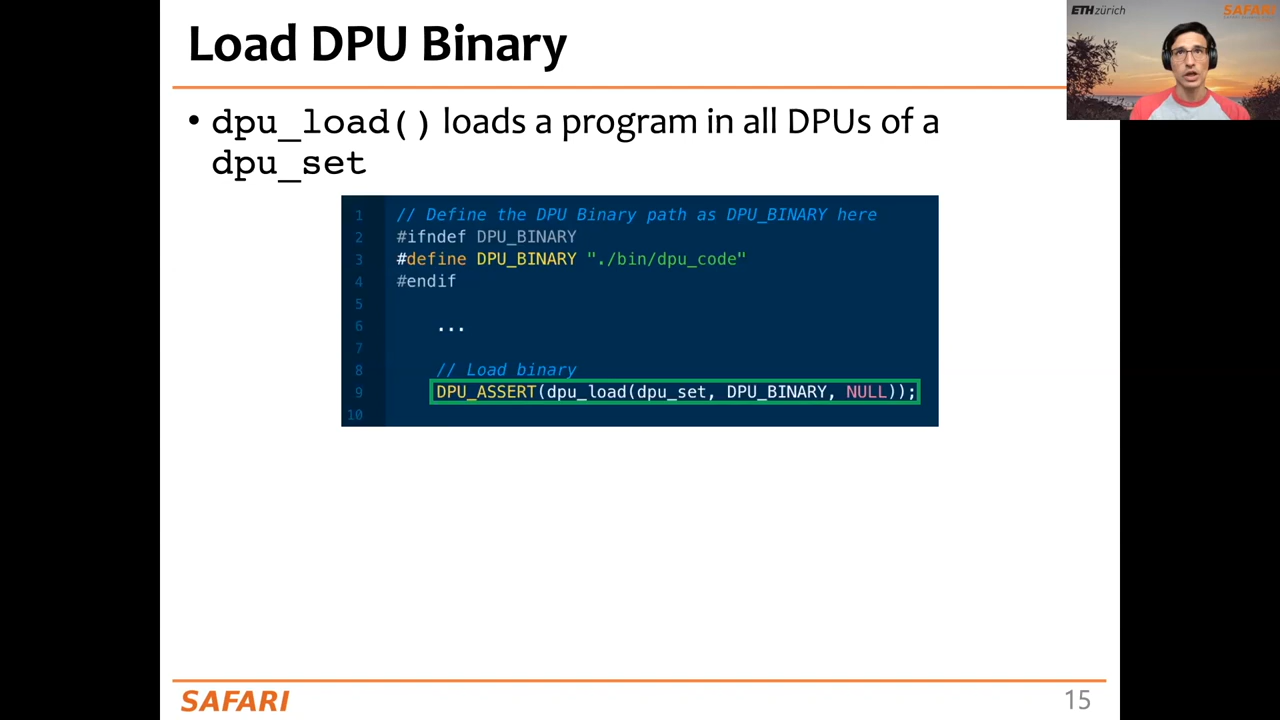 Load DPU Binary
ETH zürich
SAFARI
• dpu_load() loads a program in all DPUs of a
dpu_set
1 // Define the DPU Binary path as DPU_BINARY here
2 #ifndef DPU_BINARY
3 #define DPU_BINARY "./bin/dpu_code"
4 #endif
5
6 ...
7
8 // Load binary
9 DPU_ASSERT(dpu_load(dpu_set, DPU_BINARY, NULL));
10
SAFARI
15